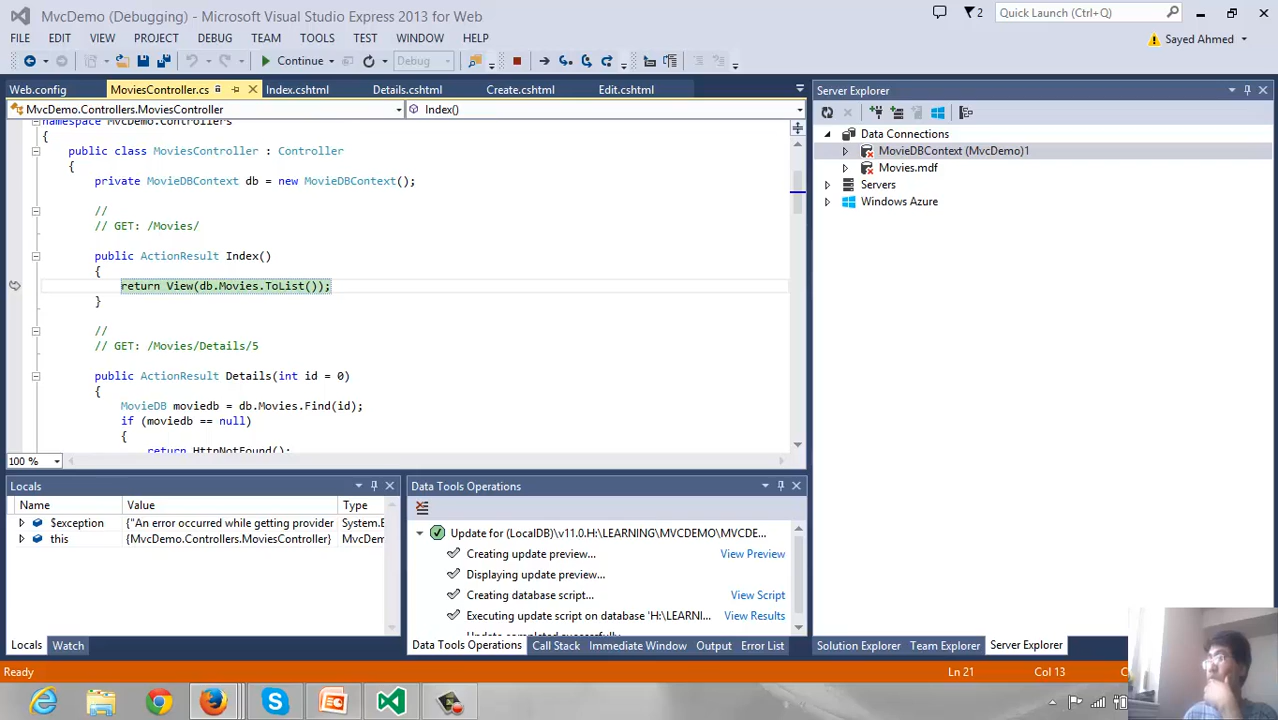 MvcDemo (Debugging) - Microsoft Visual Studio Express 2013 for Web
2
Quick Launch (Ctrl+Q)
FILE EDIT VIEW PROJECT DEBUG TEAM TOOLS TEST WINDOW HELP
Sayed Ahmed
Continue Debug
Web.config MoviesController.cs Index.cshtml Details.cshtml Create.cshtml Edit.cshtml
MvcDemo.Controllers.MoviesController Index()
namespace MvcDemo.Controllers
{
public class MoviesController : Controller
{
private MovieDBContext db = new MovieDBContext();
//
// GET: /Movies/
public ActionResult Index()
{
return View(db.Movies.ToList());
}
//
// GET: /Movies/Details/5
public ActionResult Details(int id = 0)
{
MovieDB moviedb = db.Movies.Find(id);
if (moviedb == null)
{
return HttpNotFound();
100 %
Server Explorer
Data Connections
MovieDBContext (MvcDemo)1
Movies.mdf
Servers
Windows Azure
Locals
Name Value Type
$exception {"An error occurred while getting provider System.E
this {MvcDemo.Controllers.MoviesController} MvcDem
Locals Watch
Data Tools Operations
Update for (LocalDB)\v11.0.H:\LEARNING\MVCDEMO\MVCDE...
Creating update preview... View Preview
Displaying update preview...
Creating database script... View Script
Executing update script on database 'H:\LEARNI... View Results
Update completed successfully
Data Tools Operations Call Stack Immediate Window Output Error List
Solution Explorer Team Explorer Server Explorer
Ready Ln 21 Col 13